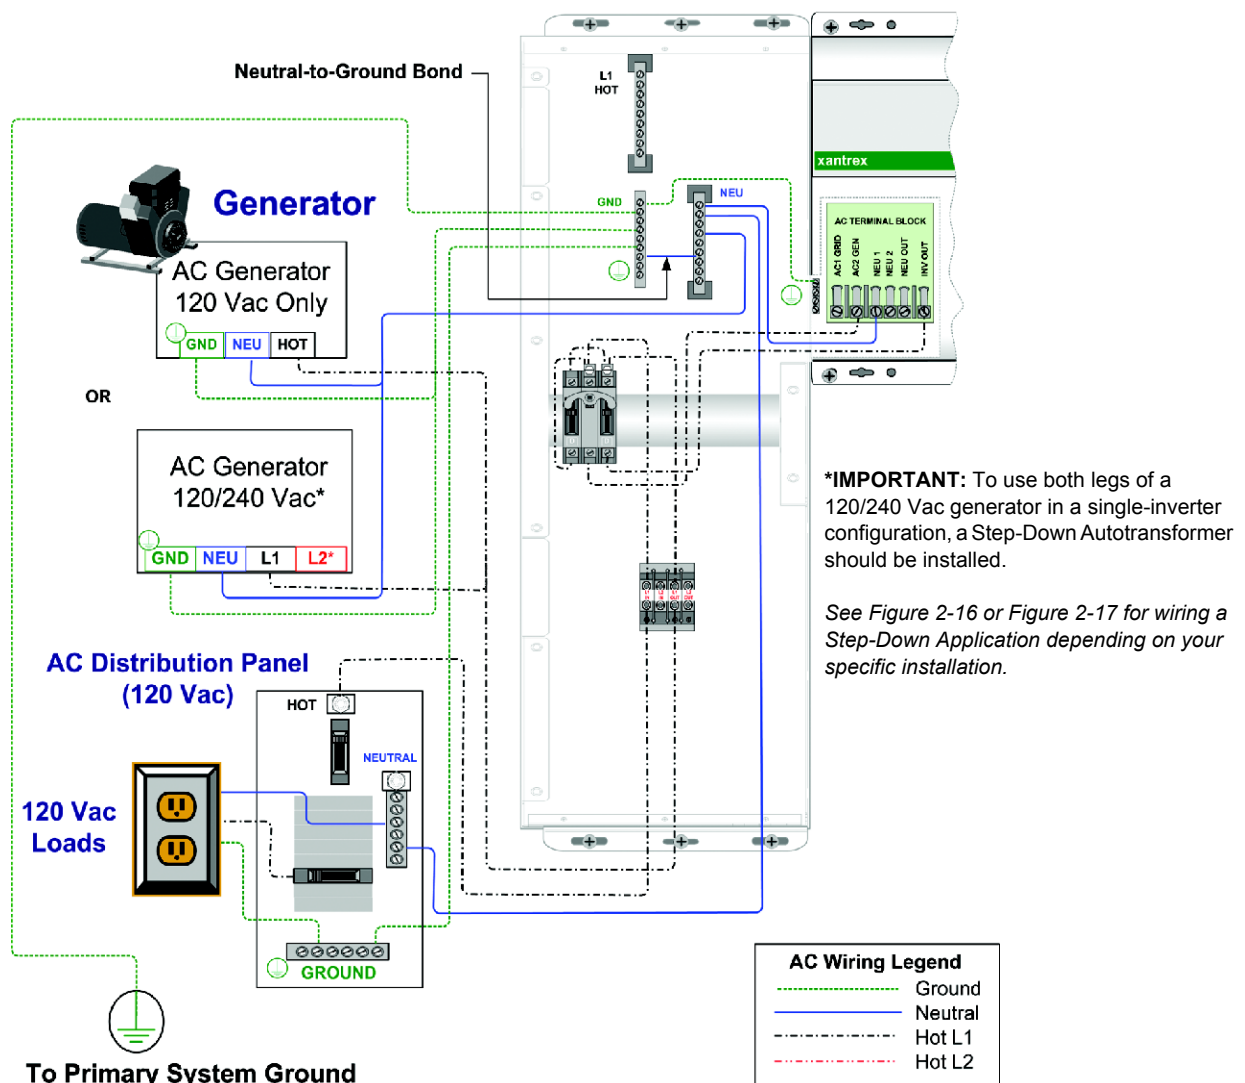 Neutral-to-Ground Bond
L1
HOT
xantrex
Generator
GND
NEU
AC TERMINAL BLOCK
AC1 GRID
AC2 GEN
NEU 1
NEU 2
NEU OUT
INV OUT
AC Generator
120 Vac Only
GND NEU HOT
OR
AC Generator
120/240 Vac*
GND NEU L1 L2*
*IMPORTANT: To use both legs of a
120/240 Vac generator in a single-inverter
configuration, a Step-Down Autotransformer
should be installed.
See Figure 2-16 or Figure 2-17 for wiring a
Step-Down Application depending on your
specific installation.
AC Distribution Panel
(120 Vac)
HOT
NEUTRAL
120 Vac
Loads
GROUND
To Primary System Ground
AC Wiring Legend
Ground
Neutral
Hot L1
Hot L2